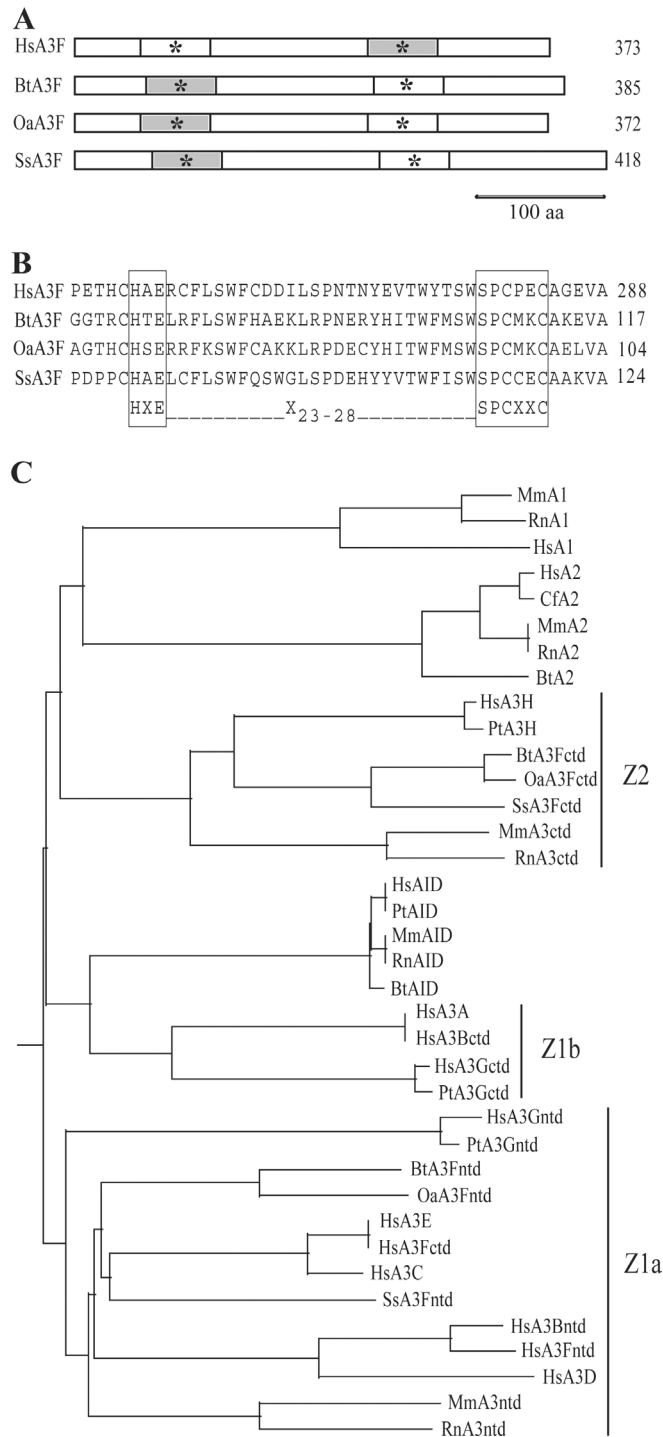 A
HsA3F * * 373
BtA3F * * 385
OaA3F * * 372
SsA3F * * 418
100 aa
B
HsA3F PETHCHAERCFLSWFCDDILSPNTNYEVTWYTSWSPCPECAGEVA 288
BtA3F GGTRCHTELRFLSWFHAEKLRPNERYHITWFMSWSPCMKCAKEVA 117
OaA3F AGTHCHSERRFKSWFCAKKLRPDECYHITWFMSWSPCMKCAELVA 104
SsA3F PDPPCHAELCFLSWFQSWGLSPDEHYYVTWFISWSPCCECAAKVA 124
HXE X23-28 SPCXXC
C
MmA1
RnA1
HsA1
HsA2
CfA2
MmA2
RnA2
BtA2
HsA3H
PtA3H
BtA3Fctd
OaA3Fctd
SsA3Fctd
MmA3ctd
RnA3ctd
Z2
HsAID
PtAID
MmAID
RnAID
BtAID
HsA3A
HsA3Bctd
HsA3Gctd
PtA3Gctd
Z1b
HsA3Gntd
PtA3Gntd
BtA3Fntd
OaA3Fntd
HsA3E
HsA3Fctd
HsA3C
SsA3Fntd
HsA3Bntd
HsA3Fntd
HsA3D
MmA3ntd
RnA3ntd
Z1a